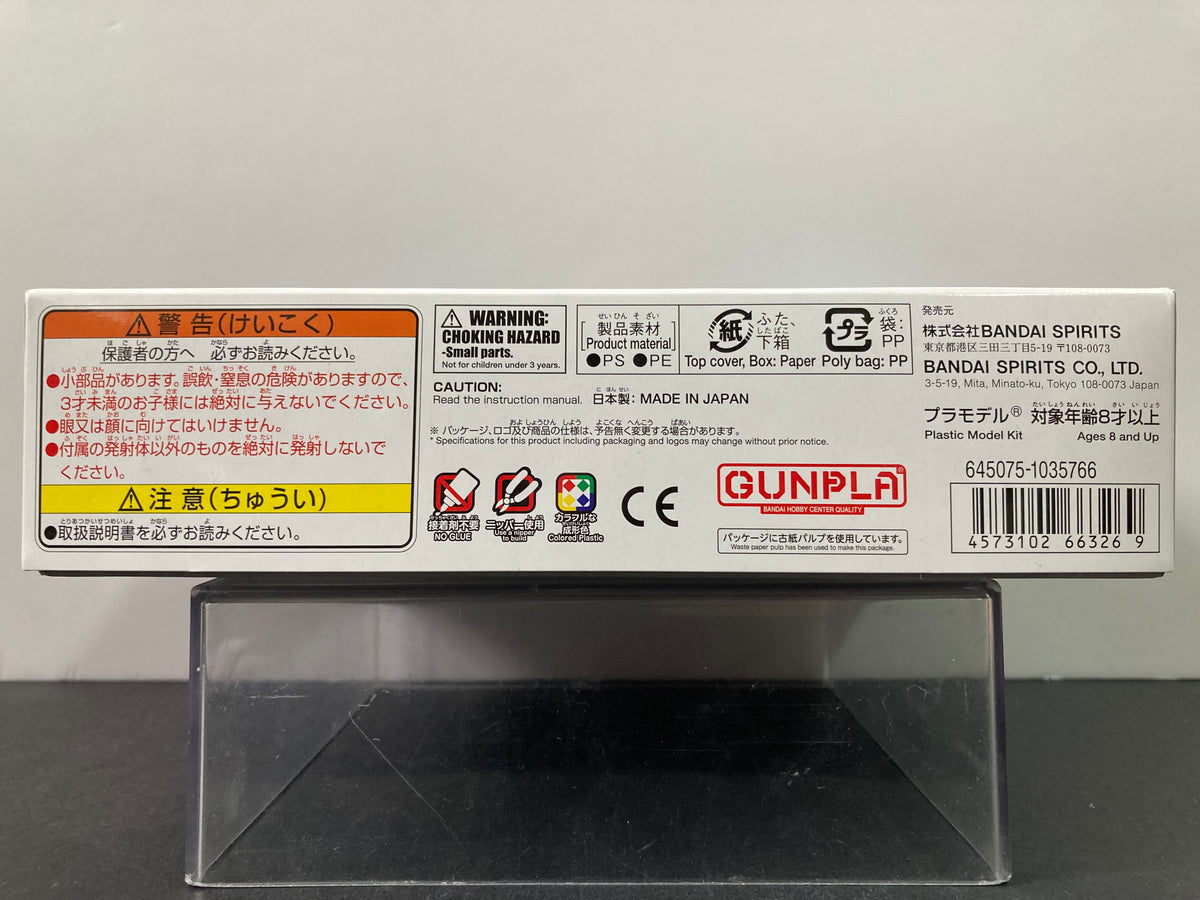 警告(けいこく)
保護者の方へ 必ずお読みください。
●小部品があります。誤飲・窒息の危険がありますので、
3才未満のお子様には絶対に与えないでください。
●眼又は顔に向けてはいけません。
●付属の発射体以外のものを絶対に発射しないで
ください。
注意(ちゅうい)
●取扱説明書を必ずお読みください。
WARNING:
CHOKING HAZARD
-Small parts.
Not for children under 3 years.
製品素材
Product material
●PS ●PE
紙
ふた、
下箱
Top cover, Box: Paper
プラ
袋:
PP
Poly bag: PP
CAUTION:
Read the instruction manual.
日本製: MADE IN JAPAN
※ パッケージ、ロゴ及び商品の仕様は、予告無く変更する場合があります。
* Specifications for this product including packaging and logos may change without prior notice.
接着剤不要
NO GLUE
ニッパー使用
Use a nipper
to build
カラフルな
成形色
Colored Plastic
CE
GUNPLA®
BANDAI HOBBY CENTER QUALITY
パッケージに古紙パルプを使用しています。
Waste paper pulp has been used to make this package.
発売元
株式会社BANDAI SPIRITS
東京都港区三田三丁目5-19 〒108-0073
BANDAI SPIRITS CO., LTD.
3-5-19, Mita, Minato-ku, Tokyo 108-0073 Japan
プラモデル® 対象年齢8才以上
Plastic Model Kit Ages 8 and Up
645075-1035766
4573102 66326 9